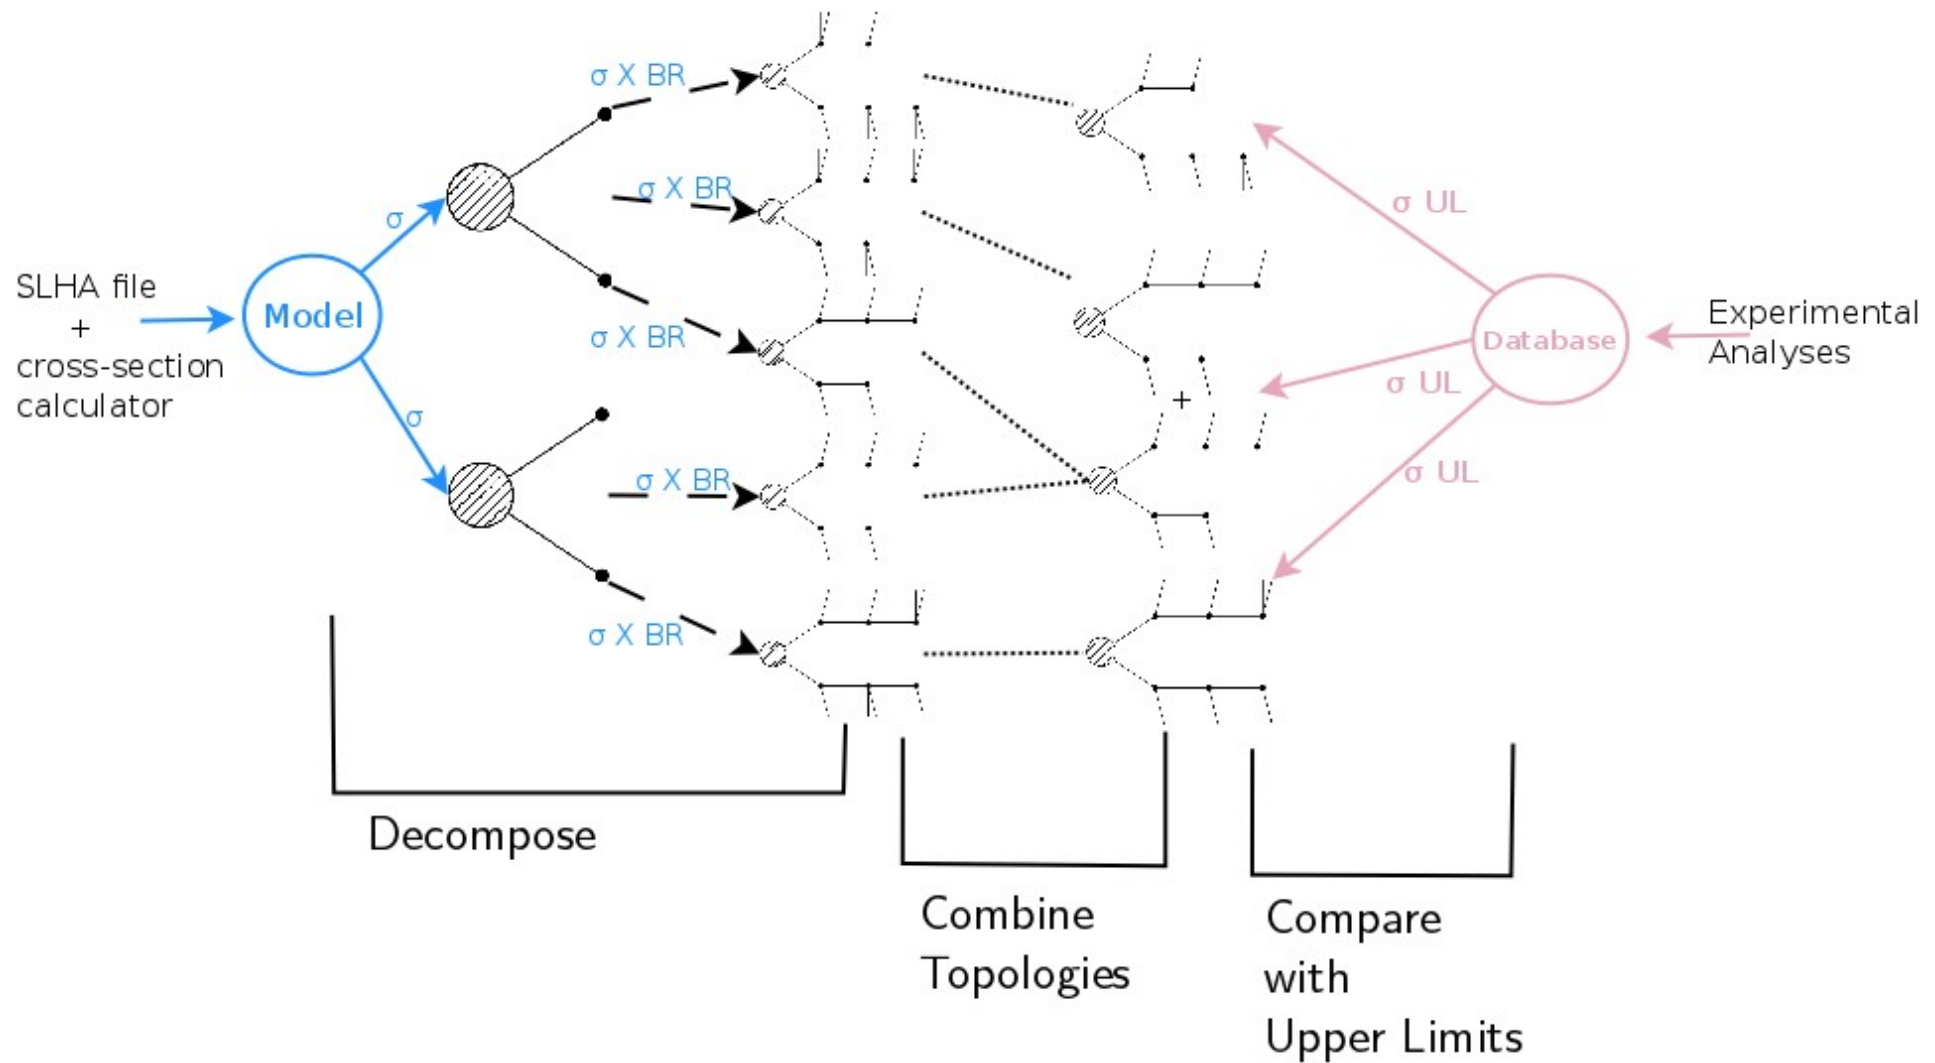 SLHA file
+
cross-section
calculator
Model
σ
σ
σ X BR
σ X BR
σ X BR
σ X BR
σ X BR
+
σ UL
σ UL
σ UL
Database
Experimental
Analyses
Decompose
Combine
Topologies
Compare
with
Upper Limits